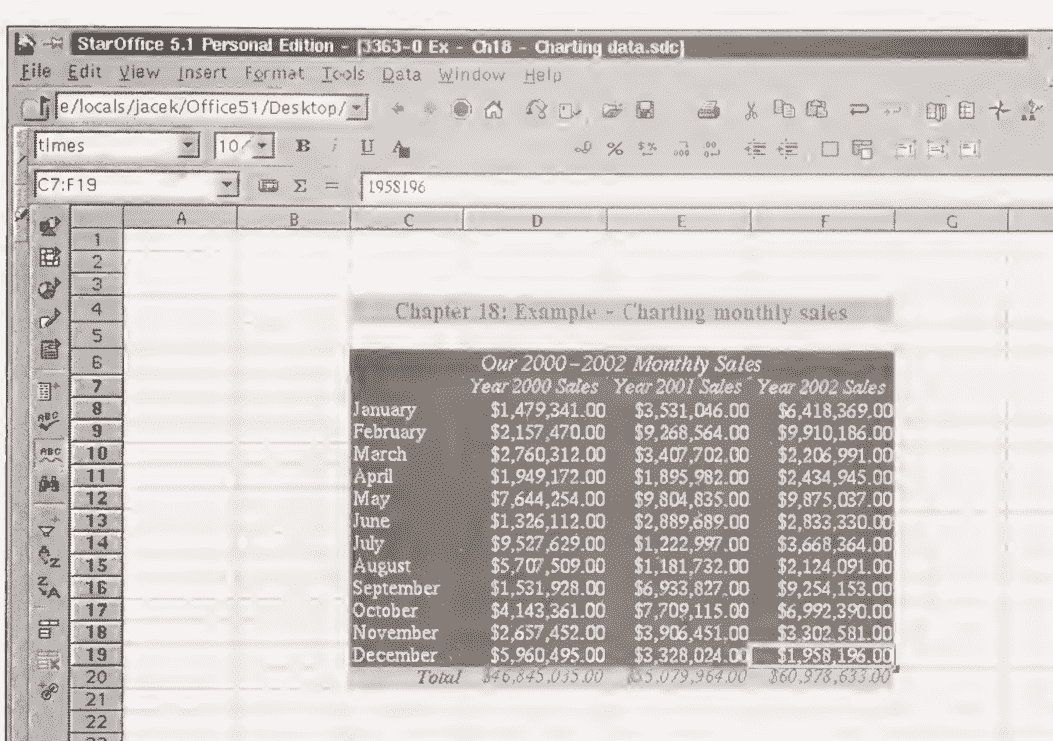 StarOffice 5.1 Personal Edition - [3363-0 Ex - Ch18 - Charting data.sdc]
File Edit View Insert Format Tools Data Window Help
e/locals/jacek/Office51/Desktop/
times 10 B i U A
C7:F19 Σ = 1958196
A B C D E F G
1
2
3
4 Chapter 18: Example - Charting monthly sales
5
6 Our 2000-2002 Monthly Sales
7 Year 2000 Sales Year 2001 Sales Year 2002 Sales
8 January $1,479,341.00 $3,531,046.00 $6,418,369.00
9 February $2,157,470.00 $9,268,564.00 $9,910,186.00
10 March $2,760,312.00 $3,407,702.00 $2,206,991.00
11 April $1,949,172.00 $1,895,982.00 $2,434,945.00
12 May $7,644,254.00 $9,804,835.00 $9,875,037.00
13 June $1,326,112.00 $2,889,689.00 $2,833,330.00
14 July $9,527,629.00 $1,222,997.00 $3,668,364.00
15 August $5,707,509.00 $1,181,732.00 $2,124,091.00
16 September $1,531,928.00 $6,933,827.00 $9,254,153.00
17 October $4,143,361.00 $7,709,115.00 $6,992,390.00
18 November $2,657,452.00 $3,906,451.00 $3,302,581.00
19 December $5,960,495.00 $3,328,024.00 $1,958,196.00
20 Total $46,845,035.00 $55,079,964.00 $60,978,633.00
21
22